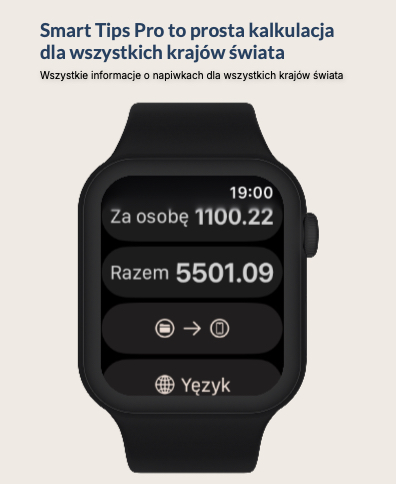 Smart Tips Pro to prosta kalkulacja
dla wszystkich krajów świata
Wszystkie informacje o napiwkach dla wszystkich krajów świata
19:00
Za osobę 1100.22
Razem 5501.09
Yęzyk